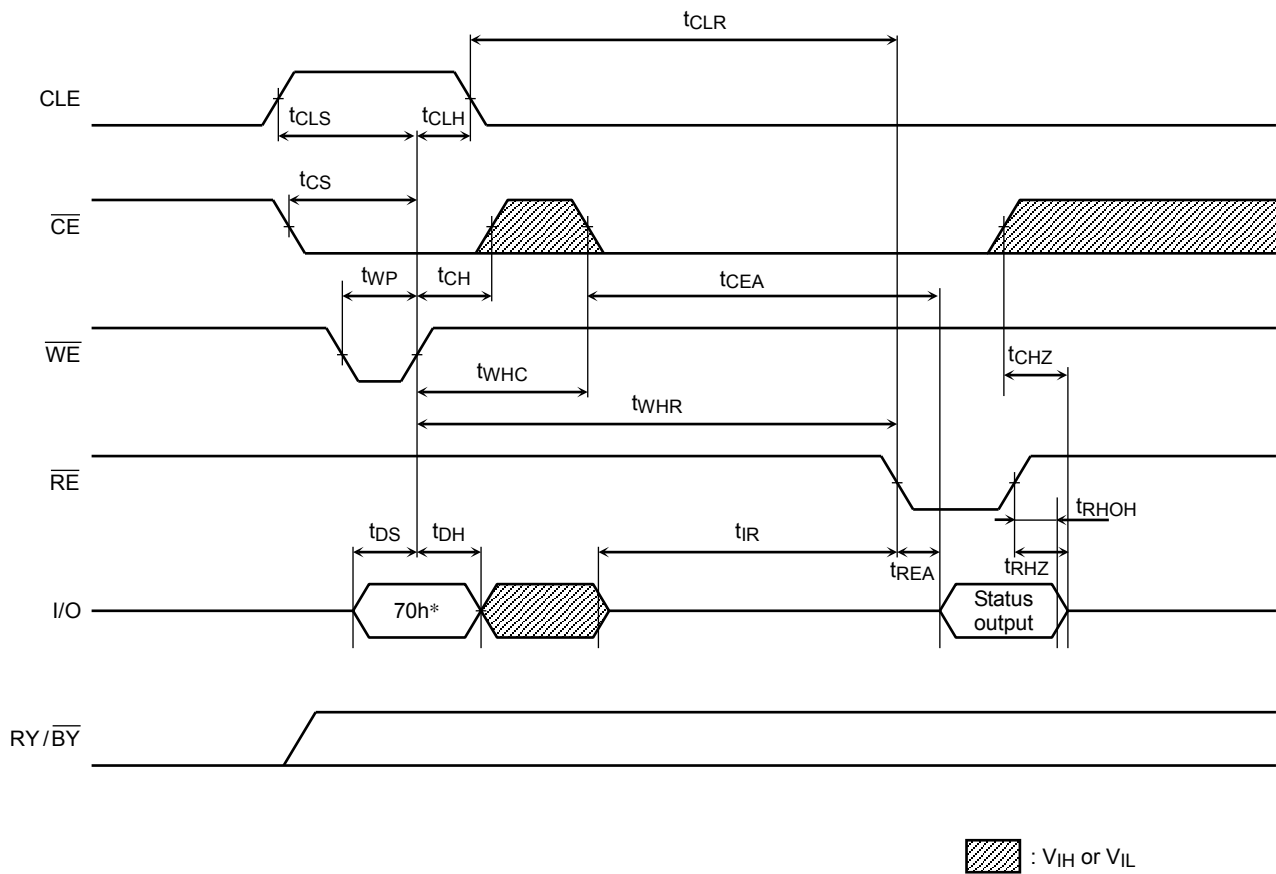 tCLR
CLE
tCLS
tCLH
tCS
CE
tWP
tCH
tCEA
WE
tCHZ
tWHC
tWHR
RE
tRHOH
tDS
tDH
tIR
tREA
tRHZ
I/O
70h*
Status
output
RY/BY
: VIH or VIL